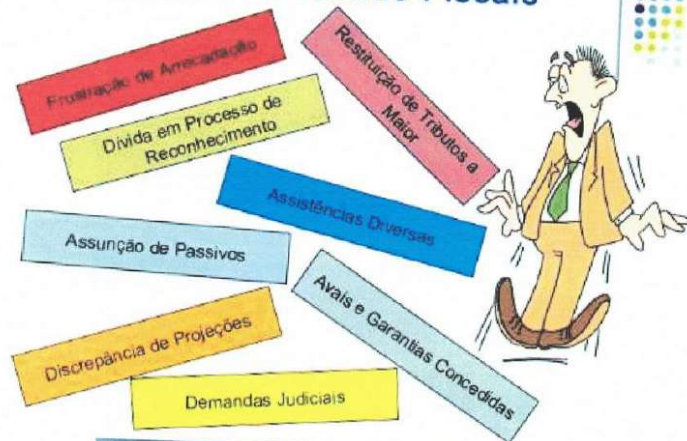 Fiscais
Frustração de Arrecadação
Restituição de Tributos a
Maior
Dívida em Processo de
Reconhecimento
Assistências Diversas
Assunção de Passivos
Avais e Garantias Concedidas
Discrepância de Projeções
Demandas Judiciais